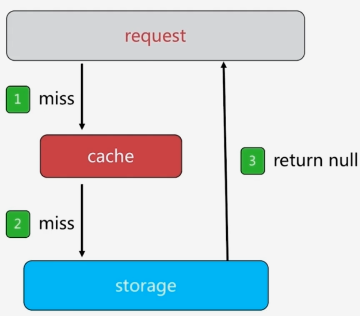 request
1 miss
cache
3 return null
2 miss
storage